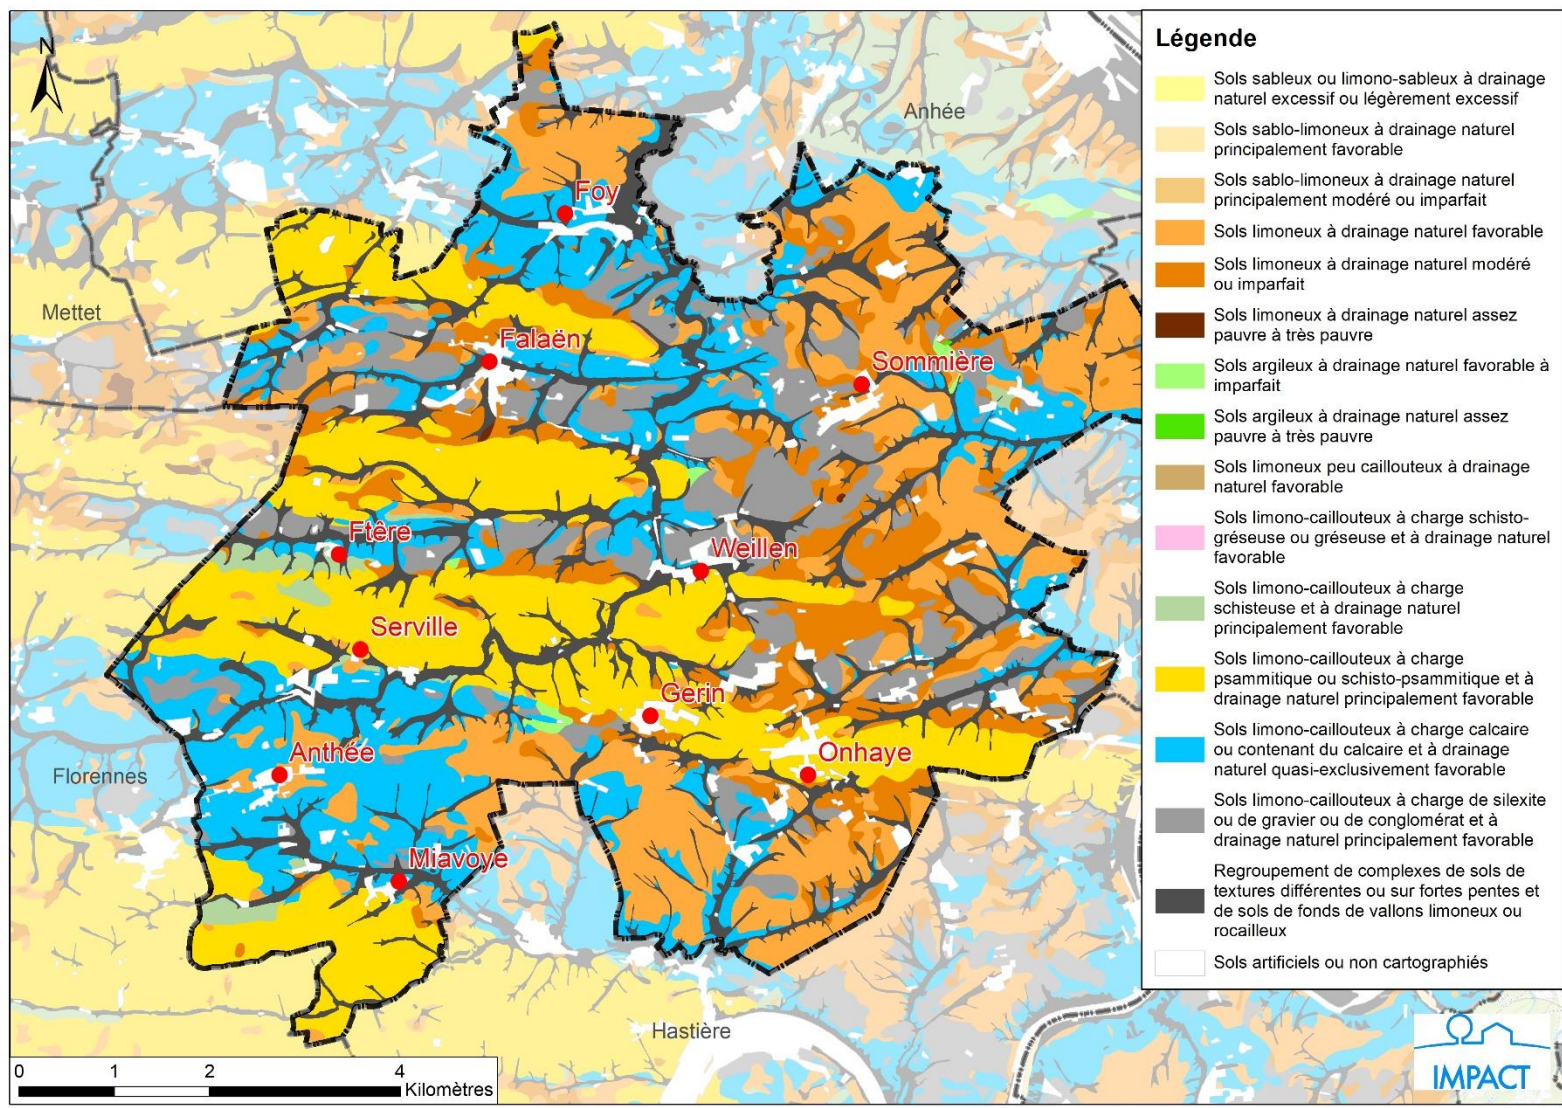 N
Anhée
Foy
Mettet
Falaën
Sommière
Ftêre
Weillen
Serville
Gerin
Anthée
Onhaye
Florennes
Miavoye
Hastière
0 1 2 4
Kilomètres
Légende
Sols sableux ou limono-sableux à drainage
naturel excessif ou légèrement excessif
Sols sablo-limoneux à drainage naturel
principalement favorable
Sols sablo-limoneux à drainage naturel
principalement modéré ou imparfait
Sols limoneux à drainage naturel favorable
Sols limoneux à drainage naturel modéré
ou imparfait
Sols limoneux à drainage naturel assez
pauvre à très pauvre
Sols argileux à drainage naturel favorable à
imparfait
Sols argileux à drainage naturel assez
pauvre à très pauvre
Sols limoneux peu caillouteux à drainage
naturel favorable
Sols limono-caillouteux à charge schisto-
gréseuse ou gréseuse et à drainage naturel
favorable
Sols limono-caillouteux à charge
schisteuse et à drainage naturel
principalement favorable
Sols limono-caillouteux à charge
psammitique ou schisto-psammitique et à
drainage naturel principalement favorable
Sols limono-caillouteux à charge calcaire
ou contenant du calcaire et à drainage
naturel quasi-exclusivement favorable
Sols limono-caillouteux à charge de silexite
ou de gravier ou de conglomérat et à
drainage naturel principalement favorable
Regroupement de complexes de sols de
textures différentes ou sur fortes pentes et
de sols de fonds de vallons limoneux ou
rocailleux
Sols artificiels ou non cartographiés
IMPACT